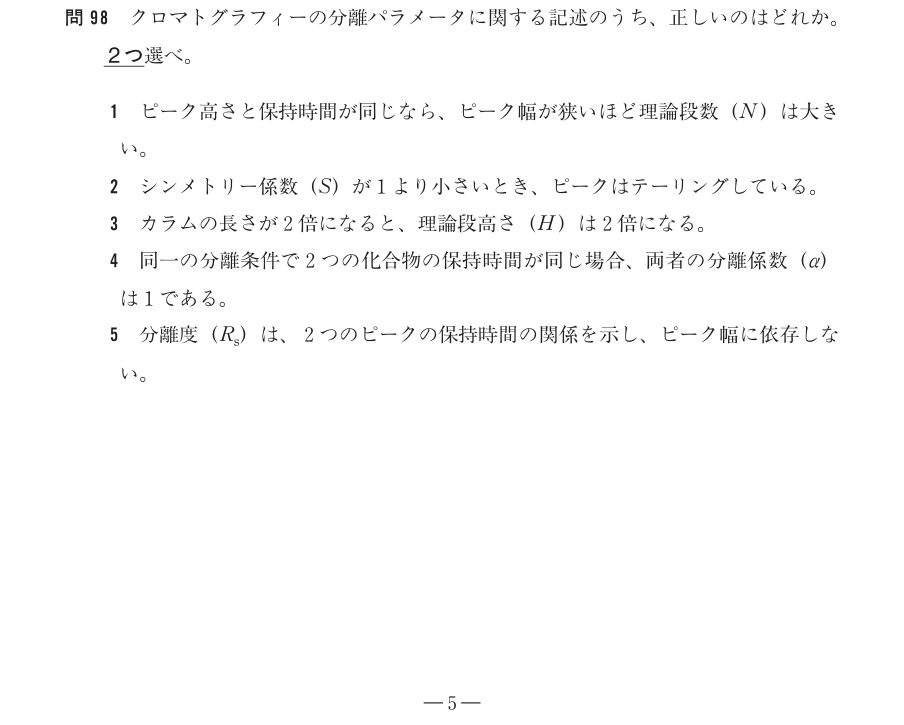 問98　クロマトグラフィーの分離パラメータに関する記述のうち、正しいのはどれか。
２つ選べ。
1　ピーク高さと保持時間が同じなら、ピーク幅が狭いほど理論段数（N）は大き
い。
2　シンメトリー係数（S）が１より小さいとき、ピークはテーリングしている。
3　カラムの長さが２倍になると、理論段高さ（H）は２倍になる。
4　同一の分離条件で２つの化合物の保持時間が同じ場合、両者の分離係数（α）
は１である。
5　分離度（Rs）は、２つのピークの保持時間の関係を示し、ピーク幅に依存しな
い。
― 5 ―